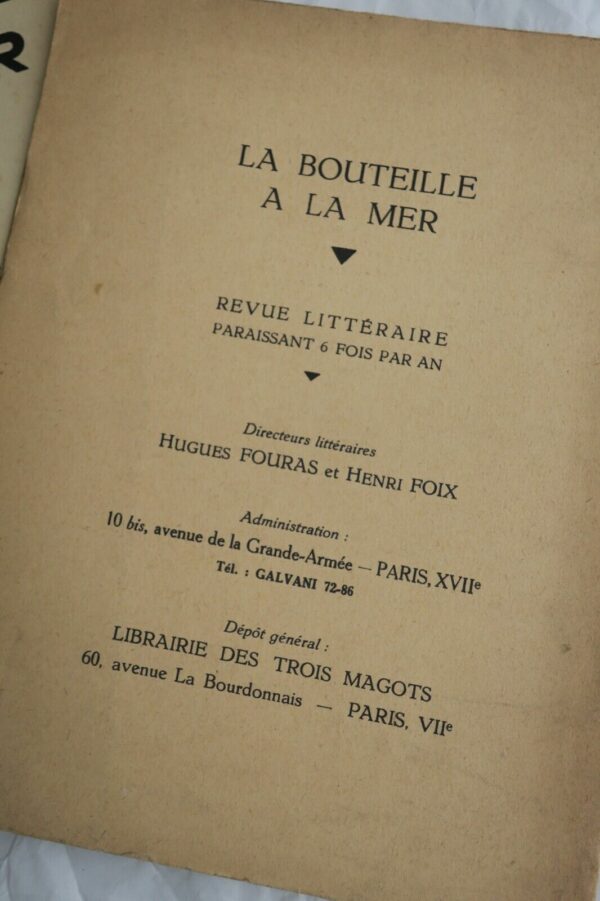 LA BOUTEILLE
A LA MER
REVUE LITTÉRAIRE
PARAISSANT 6 FOIS PAR AN
Directeurs littéraires
HUGUES FOURAS et HENRI FOIX
Administration :
10 bis, avenue de la Grande-Armée — PARIS, XVIIe
Tél. : GALVANI 72-86
Dépôt général :
LIBRAIRIE DES TROIS MAGOTS
60, avenue La Bourdonnais — PARIS, VIIe